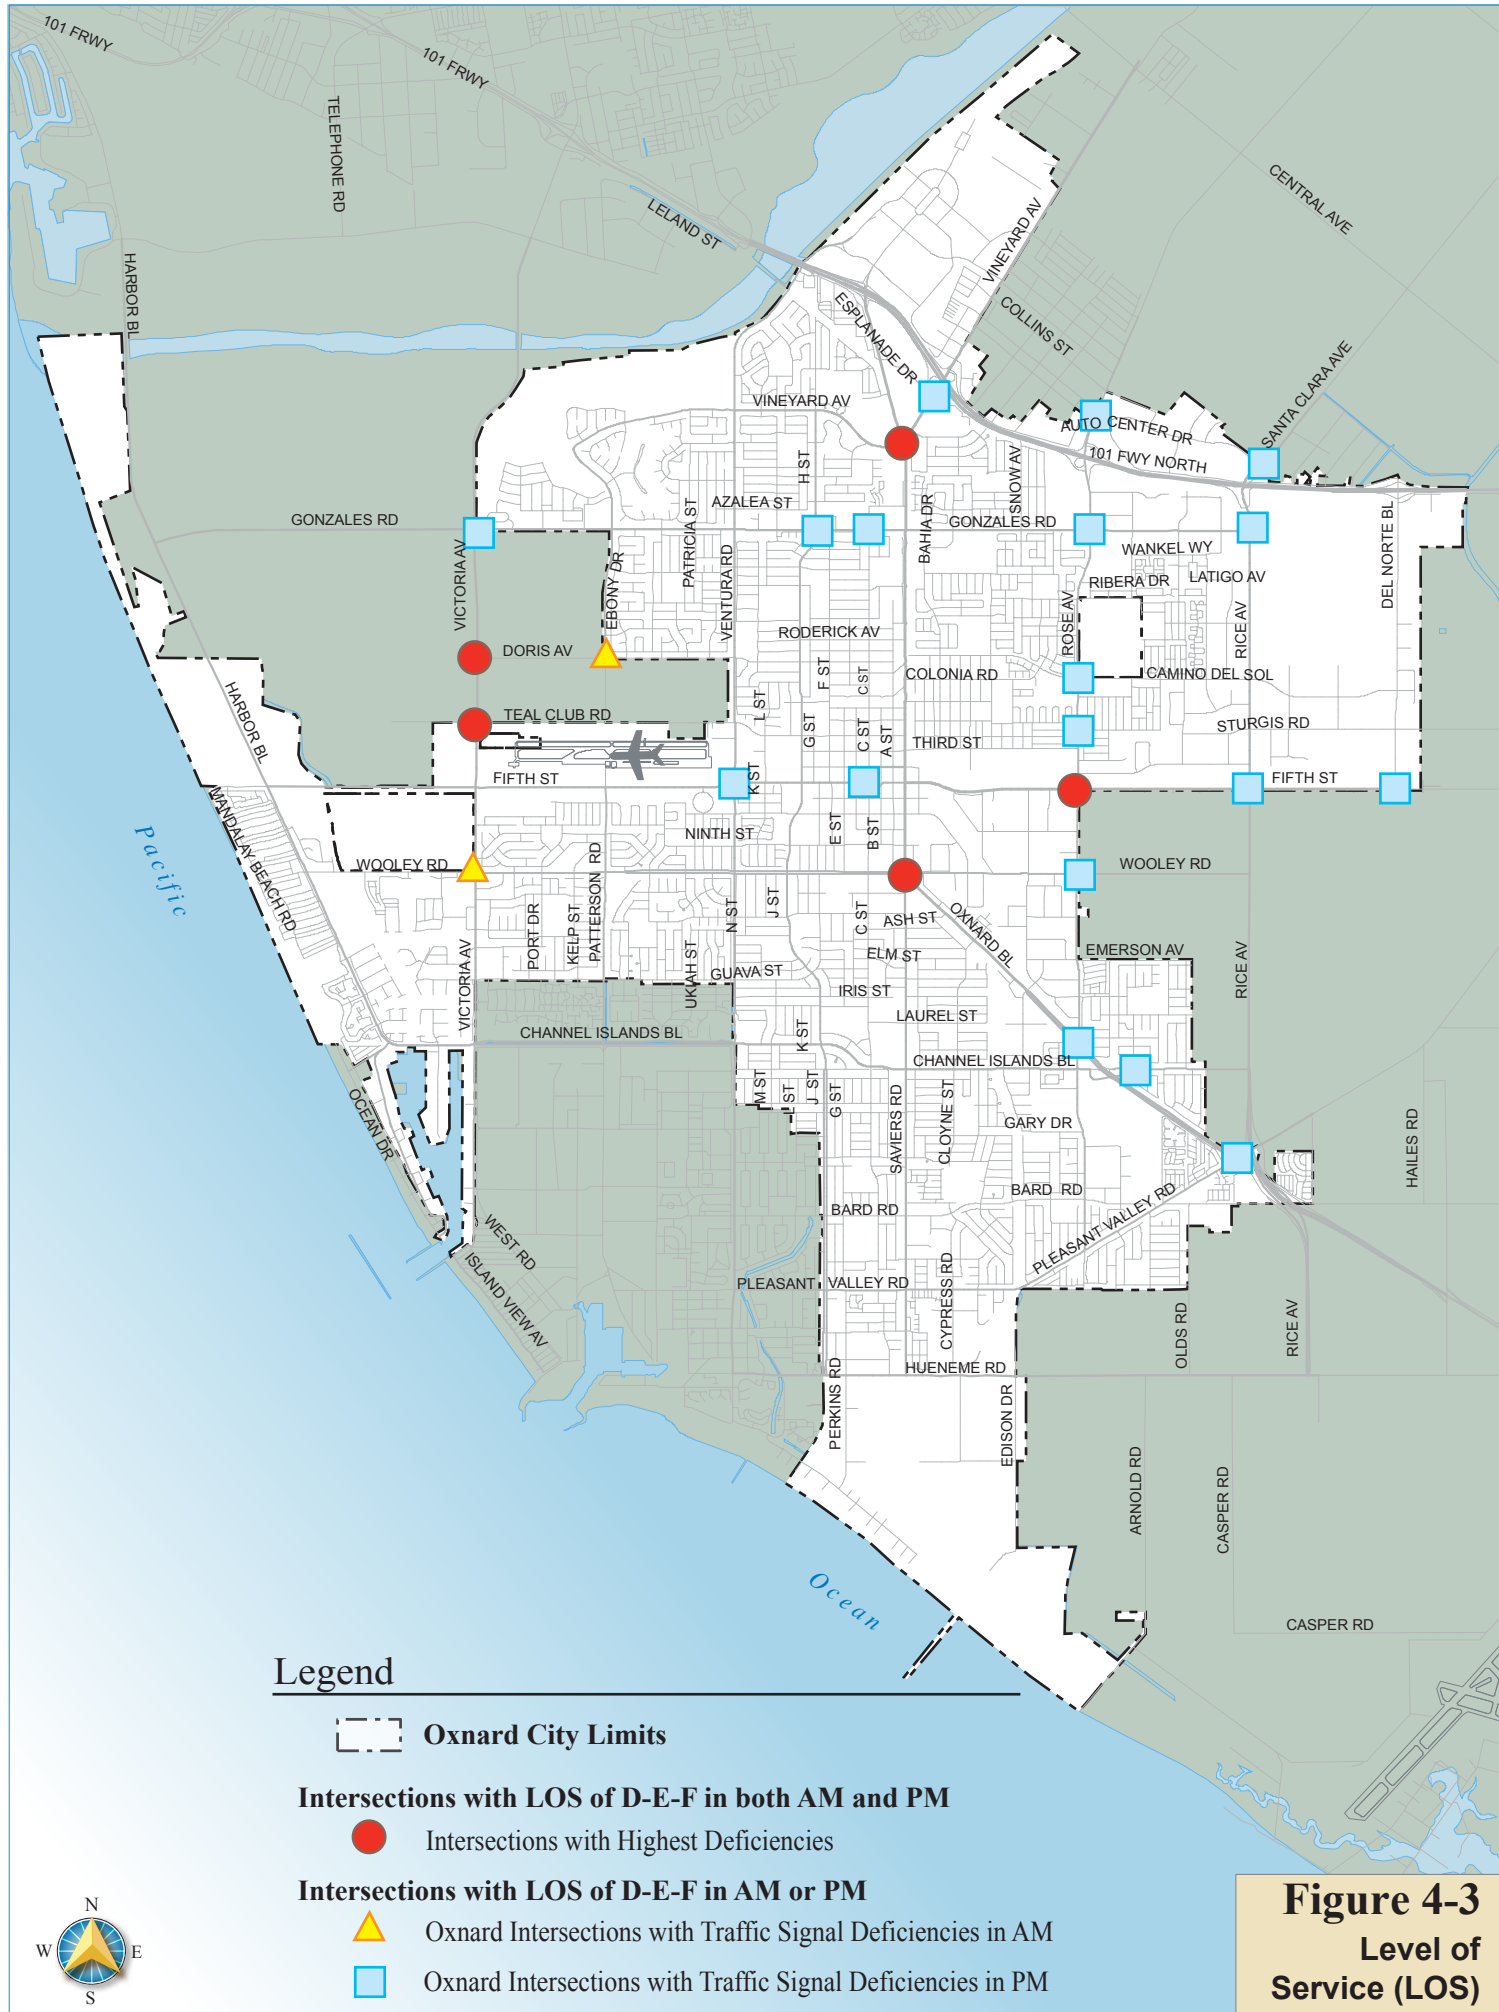 101 FRWY
101 FRWY
TELEPHONE RD
LELAND ST
HARBOR BL
CENTRAL AVE
VINEYARD AV
COLLINS ST
ESPLANADE DR
SANTA CLARA AVE
VINEYARD AV
AUTO CENTER DR
101 FWY NORTH
H ST
SNOW AV
AZALEA ST
PATRICIA ST
GONZALES RD
BAHIA DR
GONZALES RD
DEL NORTE BL
VICTORIA AV
EBONY DR
VENTURA RD
WANKEL WY
RIBERA DR
LATIGO AV
ROSE AV
RICE AV
RODERICK AV
DORIS AV
F ST
C ST
COLONIA RD
CAMINO DEL SOL
HARBOR BL
TEAL CLUB RD
L ST
G ST
C ST
A ST
THIRD ST
STURGIS RD
FIFTH ST
K ST
FIFTH ST
MANDALAY BEACH RD
NINTH ST
E ST
B ST
Pacific
WOOLEY RD
PATTERSON RD
WOOLEY RD
PORT DR
KELP ST
N ST
J ST
C ST
ASH ST
OXNARD BL
ELM ST
EMERSON AV
VICTORIA AV
UKIAH ST
GUAVA ST
IRIS ST
RICE AV
LAUREL ST
CHANNEL ISLANDS BL
K ST
CHANNEL ISLANDS BL
OCEAN DR
M ST
L ST
J ST
G ST
SAVIERS RD
CLOYNE ST
GARY DR
HAILES RD
BARD RD
BARD RD
WEST RD
PLEASANT VALLEY RD
ISLAND VIEW AV
PLEASANT VALLEY RD
CYPRESS RD
OLDS RD
RICE AV
HUENEME RD
PERKINS RD
EDISON DR
ARNOLD RD
CASPER RD
Ocean
CASPER RD
Legend
Oxnard City Limits
Intersections with LOS of D-E-F in both AM and PM
Intersections with Highest Deficiencies
Intersections with LOS of D-E-F in AM or PM
Oxnard Intersections with Traffic Signal Deficiencies in AM
Oxnard Intersections with Traffic Signal Deficiencies in PM
N
W E
S
Figure 4-3
Level of
Service (LOS)